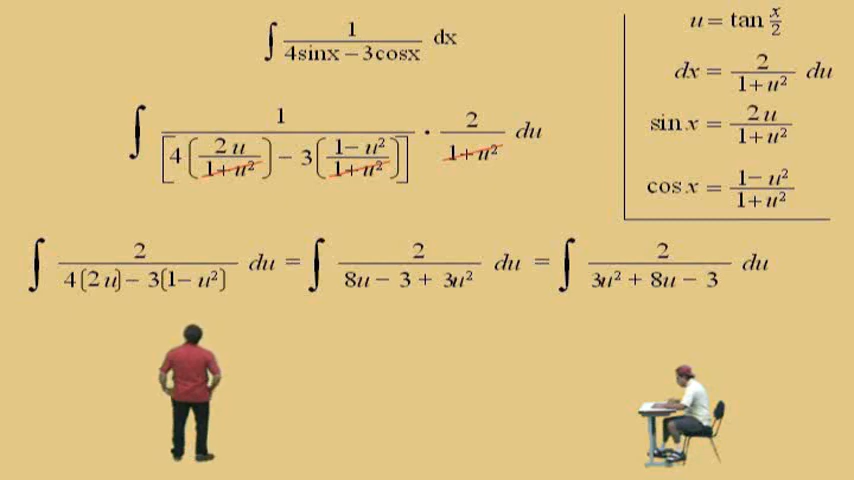 ∫ 1/(4sinx − 3cosx) dx
∫ 1/[4(2u/(1+u²)) − 3((1−u²)/(1+u²))] · 2/(1+u²) du
∫ 2/(4(2u) − 3(1−u²)) du = ∫ 2/(8u − 3 + 3u²) du = ∫ 2/(3u² + 8u − 3) du
u = tan x/2
dx = 2/(1+u²) du
sin x = 2u/(1+u²)
cos x = (1−u²)/(1+u²)